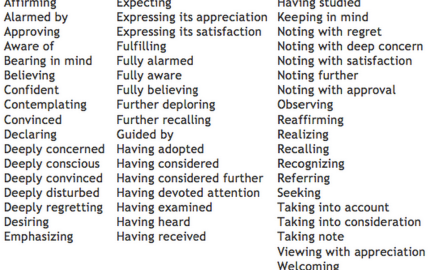 Affirming
Alarmed by
Approving
Aware of
Bearing in mind
Believing
Confident
Contemplating
Convinced
Declaring
Deeply concerned
Deeply conscious
Deeply convinced
Deeply disturbed
Deeply regretting
Desiring
Emphasizing
Expecting
Expressing its appreciation
Expressing its satisfaction
Fulfilling
Fully alarmed
Fully aware
Fully believing
Further deploring
Further recalling
Guided by
Having adopted
Having considered
Having considered further
Having devoted attention
Having examined
Having heard
Having received
Having studied
Keeping in mind
Noting with regret
Noting with deep concern
Noting with satisfaction
Noting further
Noting with approval
Observing
Reaffirming
Realizing
Recalling
Recognizing
Referring
Seeking
Taking into account
Taking into consideration
Taking note
Viewing with appreciation
Welcoming